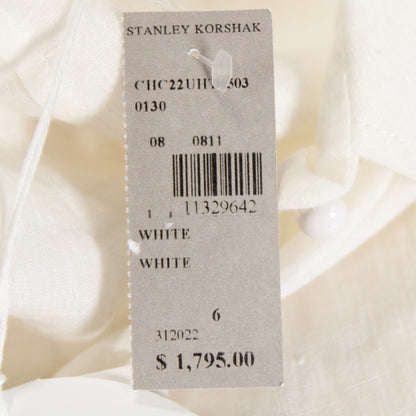 STANLEY KORSHAK
0130
08 0811
11329642
WHITE
WHITE
6
312022
$ 1,795.00